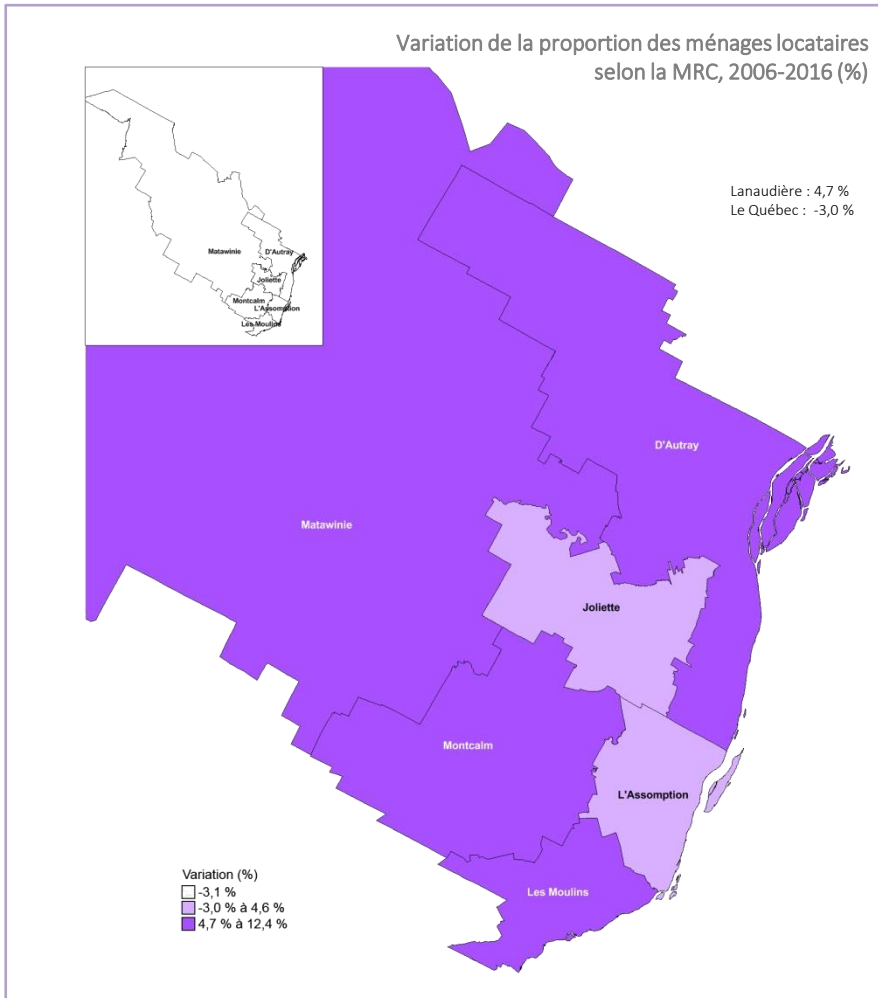 Variation de la proportion des ménages locataires
selon la MRC, 2006-2016 (%)
Lanaudière : 4,7 %
Le Québec : -3,0 %
Matawinie
D'Autray
Joliette
Montcalm
L'Assomption
Les Moulins
D'Autray
Matawinie
Joliette
Montcalm
L'Assomption
Les Moulins
Variation (%)
-3,1 %
-3,0 % à 4,6 %
4,7 % à 12,4 %